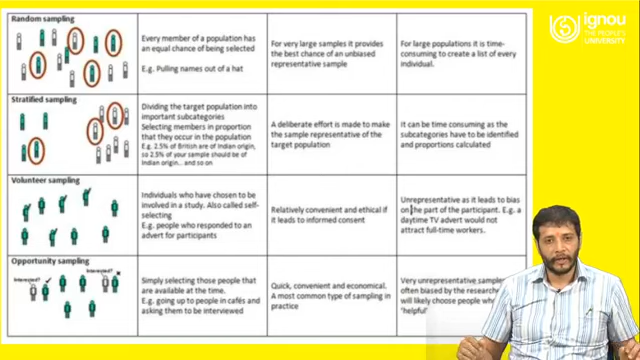 ignou
THE PEOPLE'S
UNIVERSITY
Random sampling
Every member of a population has
an equal chance of being selected
E.g. Pulling names out of a hat
For very large samples it provides
the best chance of an unbiased
representative sample
For large populations it is time-
consuming to create a list of every
individual.
Stratified sampling
Dividing the target population into
important subcategories
Selecting members in proportion
that they occur in the population
E.g. 2.5% of British are of Indian origin,
so 2.5% of your sample should be of
Indian origin... and so on
A deliberate effort is made to make
the sample representative of the
target population
It can be time consuming as the
subcategories have to be identified
and proportions calculated
Volunteer sampling
Individuals who have chosen to be
involved in a study. Also called self-
selecting
E.g. people who responded to an
advert for participants
Relatively convenient and ethical if
it leads to informed consent
Unrepresentative as it leads to bias
on the part of the participant. E.g. a
daytime TV advert would not
attract full-time workers.
Opportunity sampling
Interested?
Interested?
Simply selecting those people that
are available at the time.
E.g. going up to people in cafés and
asking them to be interviewed
Quick, convenient and economical.
A most common type of sampling in
practice
Very unrepresentative samples
often biased by the researche
will likely choose people wh
'helpful'